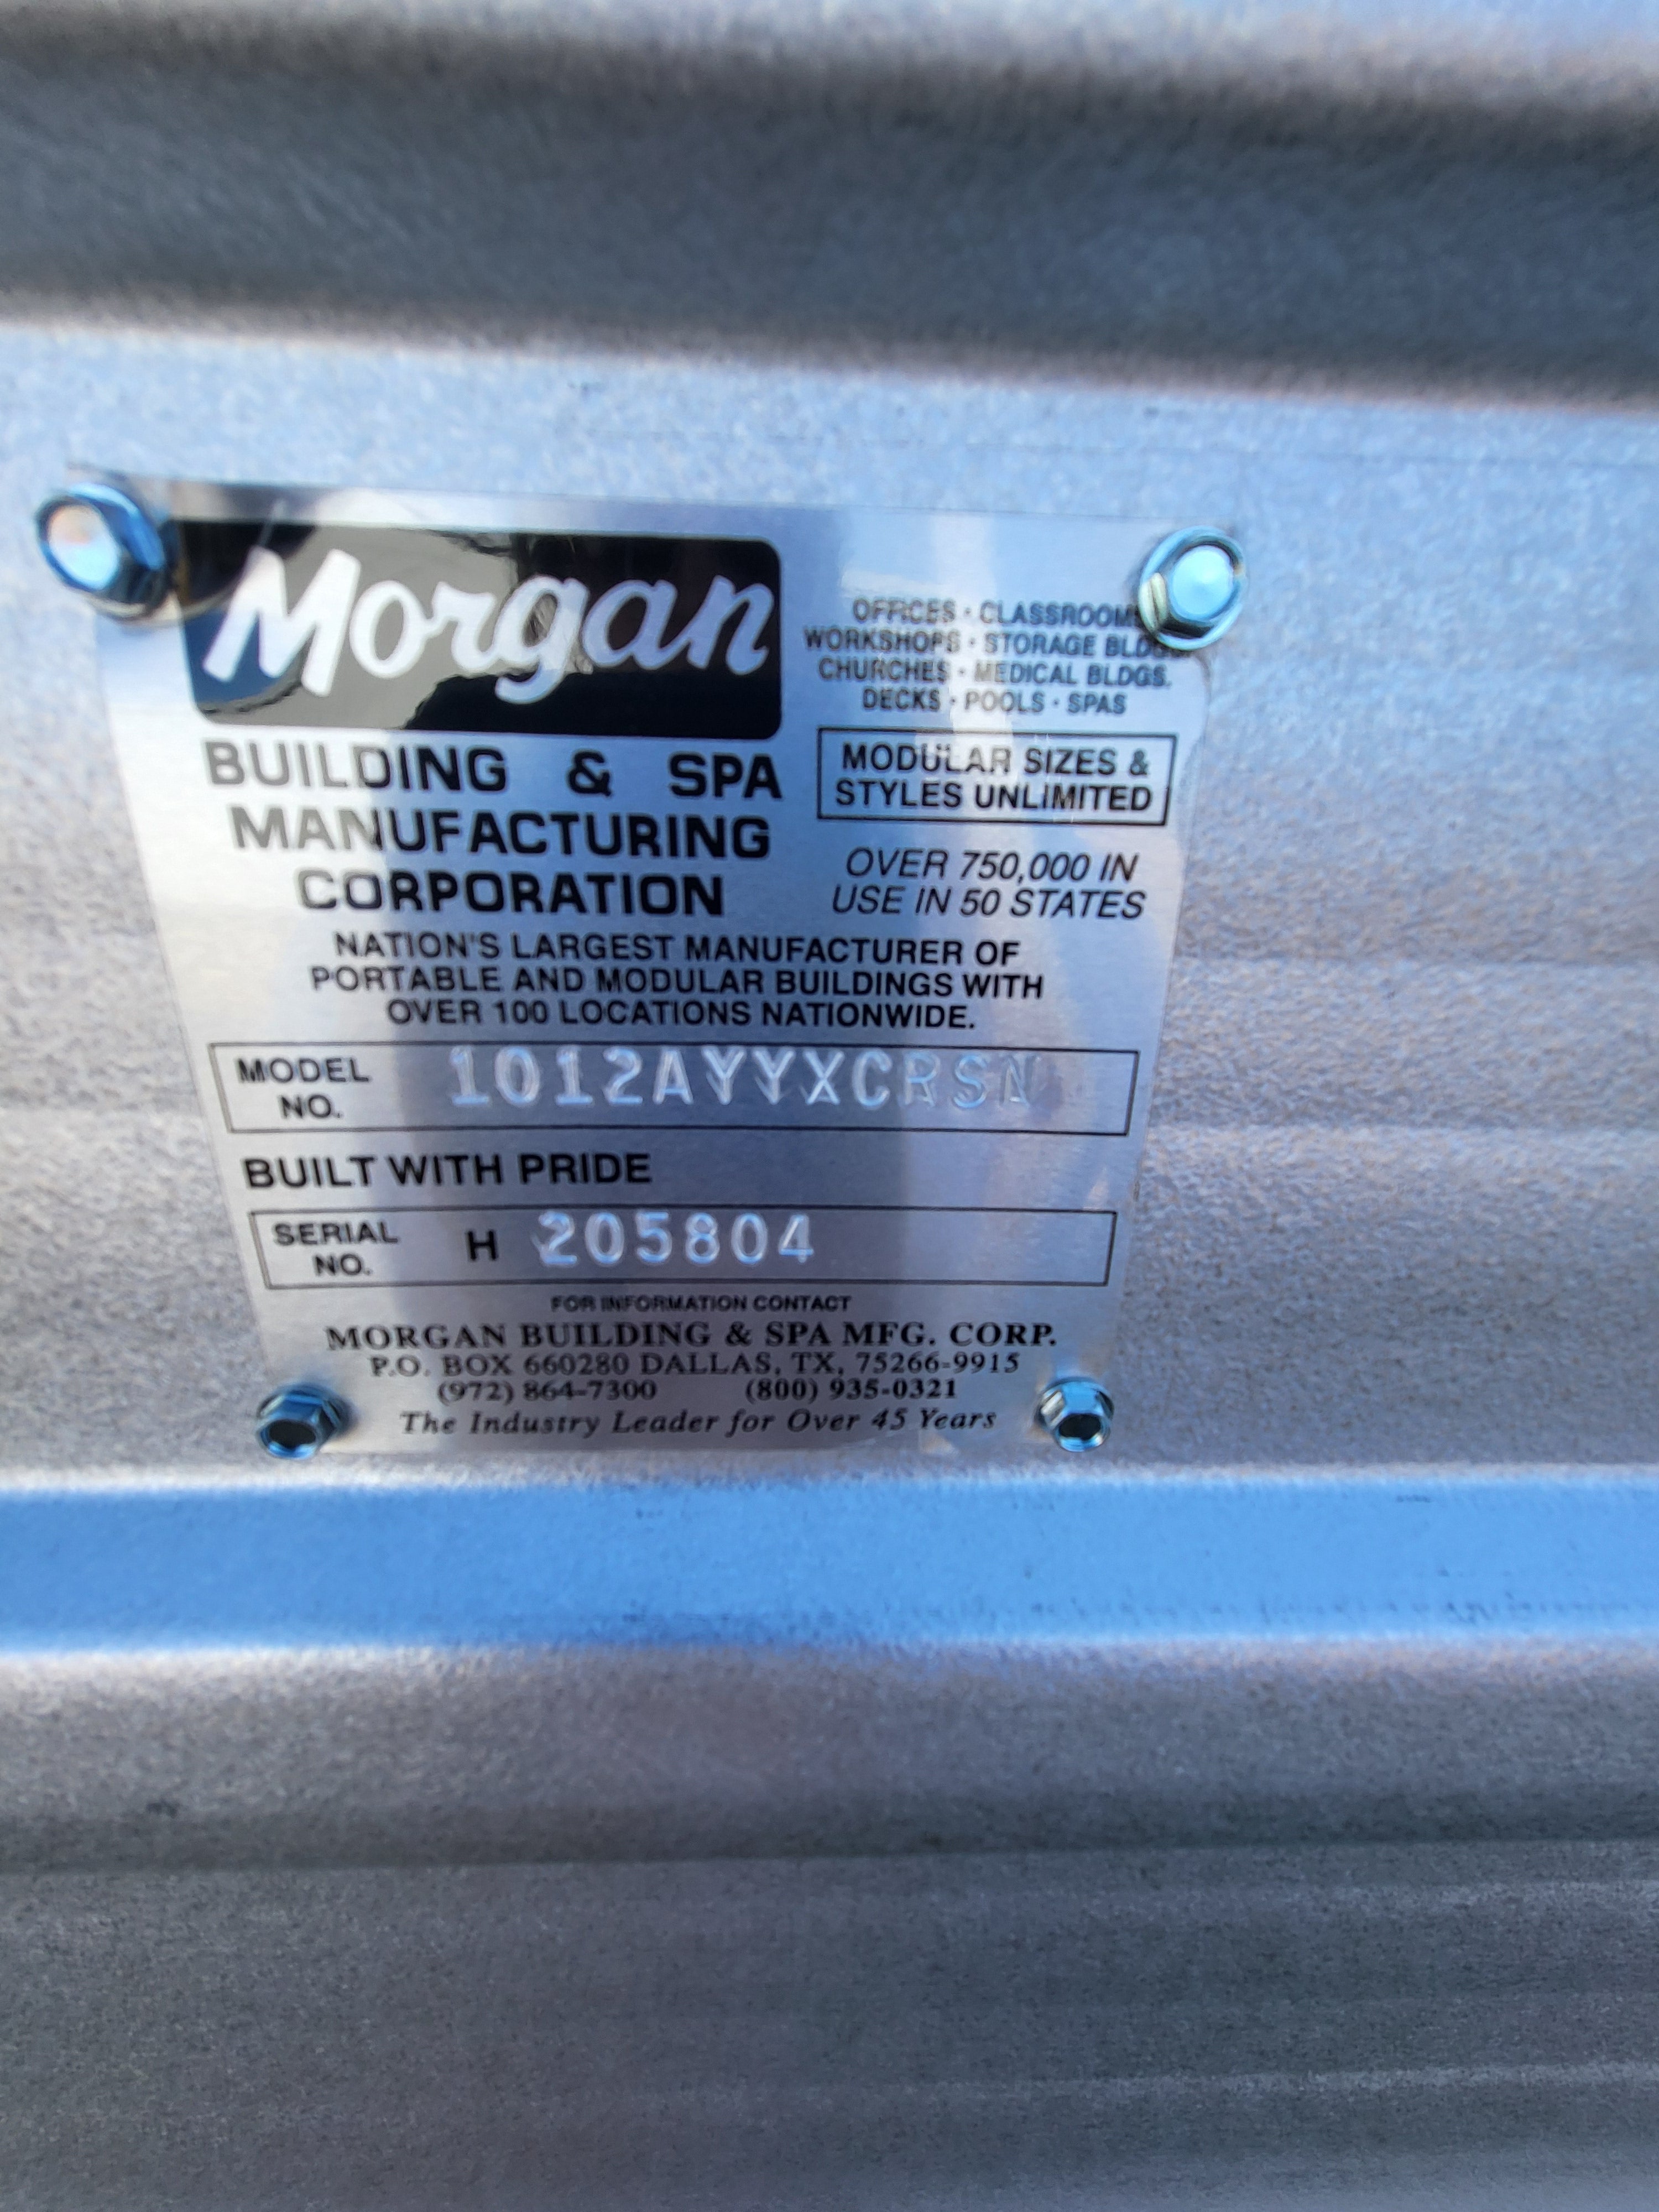 Morgan
BUILDING & SPA
MANUFACTURING
CORPORATION
OFFICES · CLASSROOMS
WORKSHOPS · STORAGE
CHURCHES · MEDICAL BLDGS.
DECKS · POOLS · SPAS
MODULAR SIZES &
STYLES UNLIMITED
OVER 750,000 IN
USE IN 50 STATES
NATION'S LARGEST MANUFACTURER OF
PORTABLE AND MODULAR BUILDINGS WITH
OVER 100 LOCATIONS NATIONWIDE.
MODEL NO. 1012AYYXCRSN
BUILT WITH PRIDE
SERIAL NO. H 205804
FOR INFORMATION CONTACT
MORGAN BUILDING & SPA MFG. CORP.
P.O. BOX 660280 DALLAS, TX, 75266-9915
(972) 864-7300 (800) 935-0321
The Industry Leader for Over 45 Years